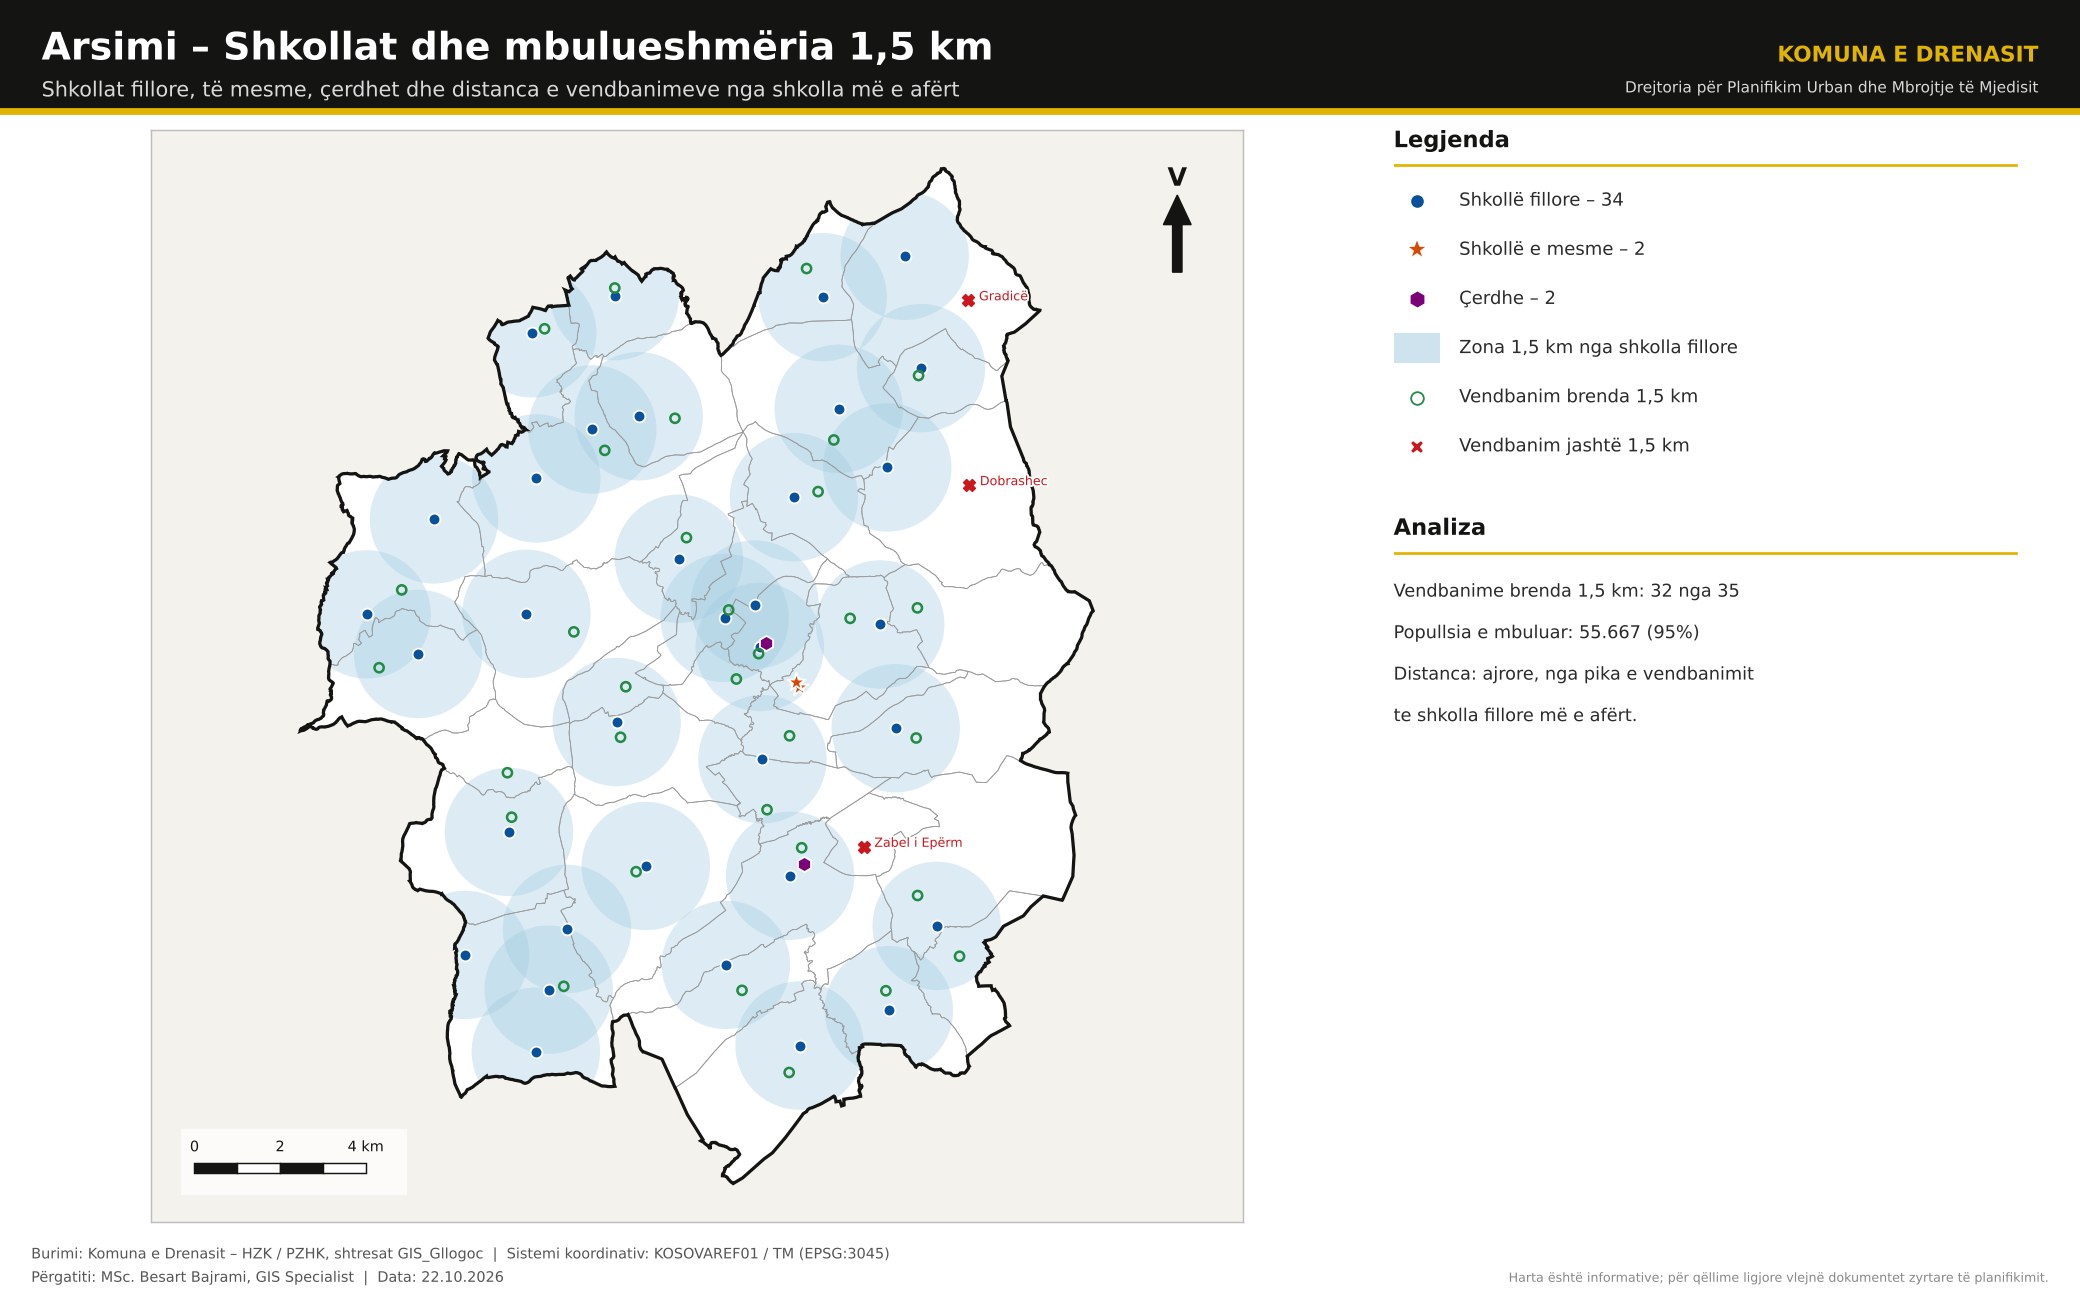 Arsimi – Shkollat dhe mbulueshmëria 1,5 km
Shkollat fillore, të mesme, çerdhet dhe distanca e vendbanimeve nga shkolla më e afërt
KOMUNA E DRENASIT
Drejtoria për Planifikim Urban dhe Mbrojtje të Mjedisit
V
Gradicë
Dobrashec
Zabel i Epërm
0 2 4 km
Legjenda
Shkollë fillore – 34
Shkollë e mesme – 2
Çerdhe – 2
Zona 1,5 km nga shkolla fillore
Vendbanim brenda 1,5 km
Vendbanim jashtë 1,5 km
Analiza
Vendbanime brenda 1,5 km: 32 nga 35
Popullsia e mbuluar: 55.667 (95%)
Distanca: ajrore, nga pika e vendbanimit
te shkolla fillore më e afërt.
Burimi: Komuna e Drenasit – HZK / PZHK, shtresat GIS_Gllogoc | Sistemi koordinativ: KOSOVAREF01 / TM (EPSG:3045)
Përgatiti: MSc. Besart Bajrami, GIS Specialist | Data: 22.10.2026
Harta është informative; për qëllime ligjore vlejnë dokumentet zyrtare të planifikimit.